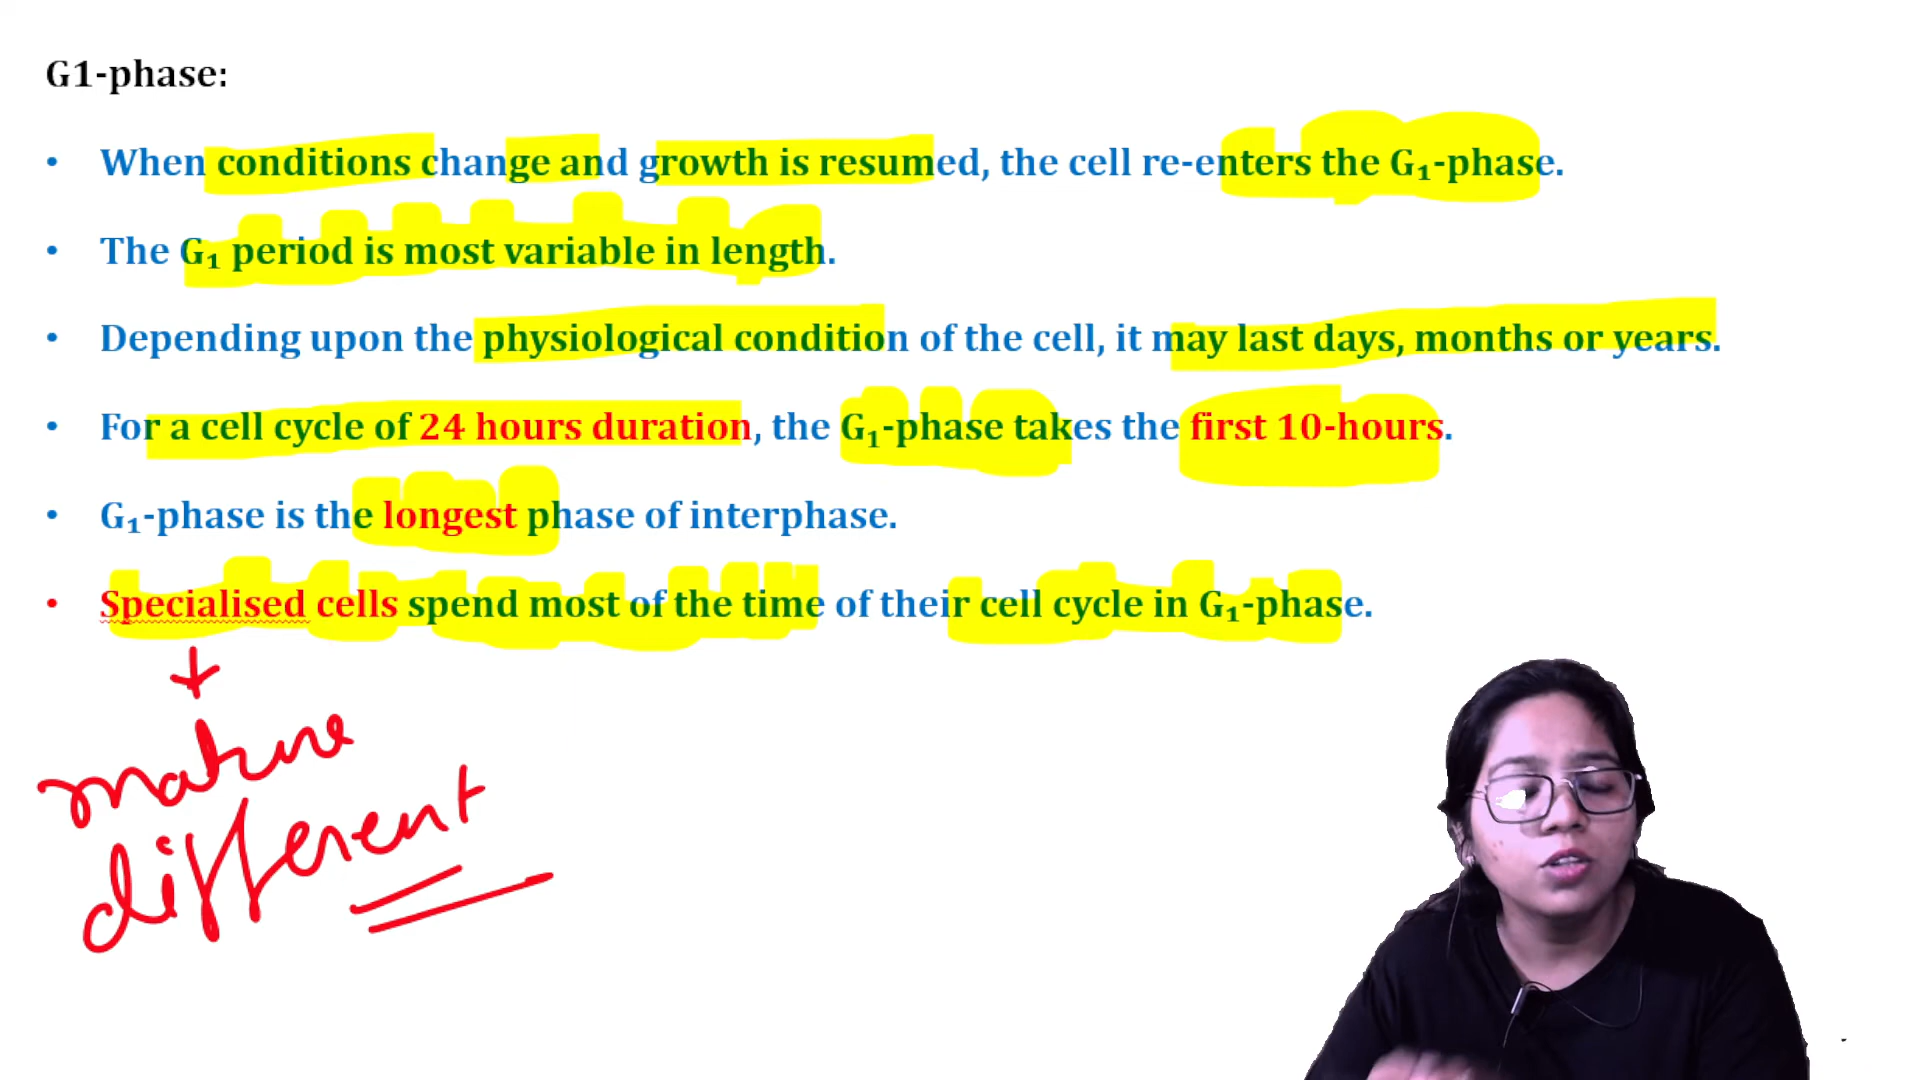 G1-phase:
• When conditions change and growth is resumed, the cell re-enters the G₁-phase.
• The G₁ period is most variable in length.
• Depending upon the physiological condition of the cell, it may last days, months or years.
• For a cell cycle of 24 hours duration, the G₁-phase takes the first 10-hours.
• G₁-phase is the longest phase of interphase.
• Specialised cells spend most of the time of their cell cycle in G₁-phase.
mature
different